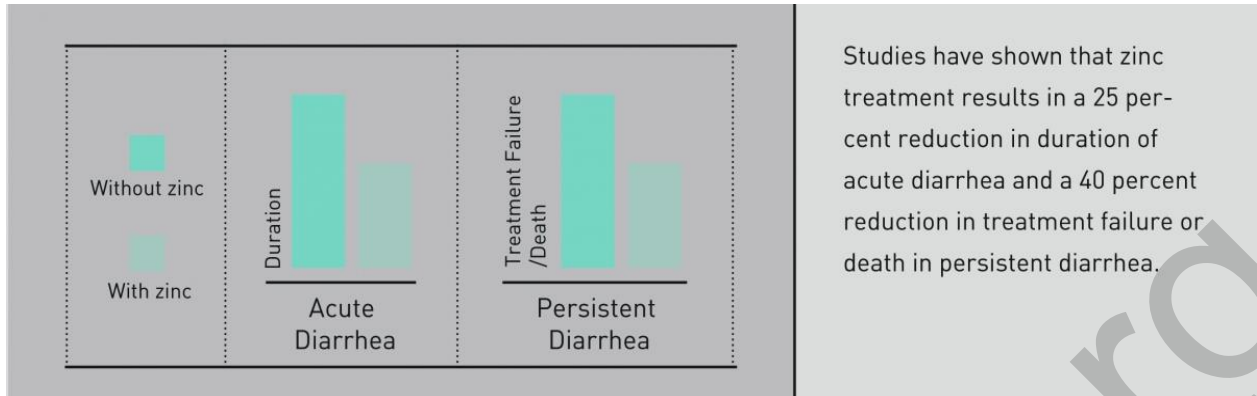 Without zinc
With zinc
Duration
Acute
Diarrhea
Treatment Failure
/Death
Persistent
Diarrhea
Studies have shown that zinc
treatment results in a 25 per-
cent reduction in duration of
acute diarrhea and a 40 percent
reduction in treatment failure or
death in persistent diarrhea.
rd